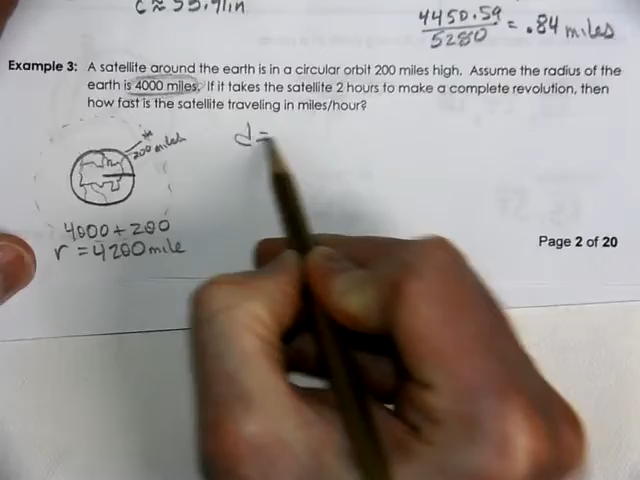 C ≈ 55.91in
4450.59
5280
= .84 miles
Example 3: A satellite around the earth is in a circular orbit 200 miles high. Assume the radius of the
earth is 4000 miles. If it takes the satellite 2 hours to make a complete revolution, then
how fast is the satellite traveling in miles/hour?
200 miles
d=
4000 + 200
r = 4200 mile
Page 2 of 20